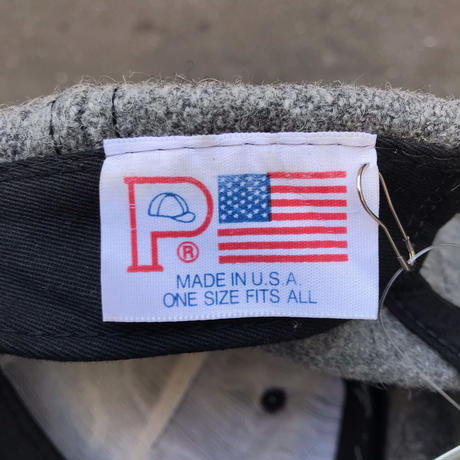 P®
MADE IN U.S.A.
ONE SIZE FITS ALL